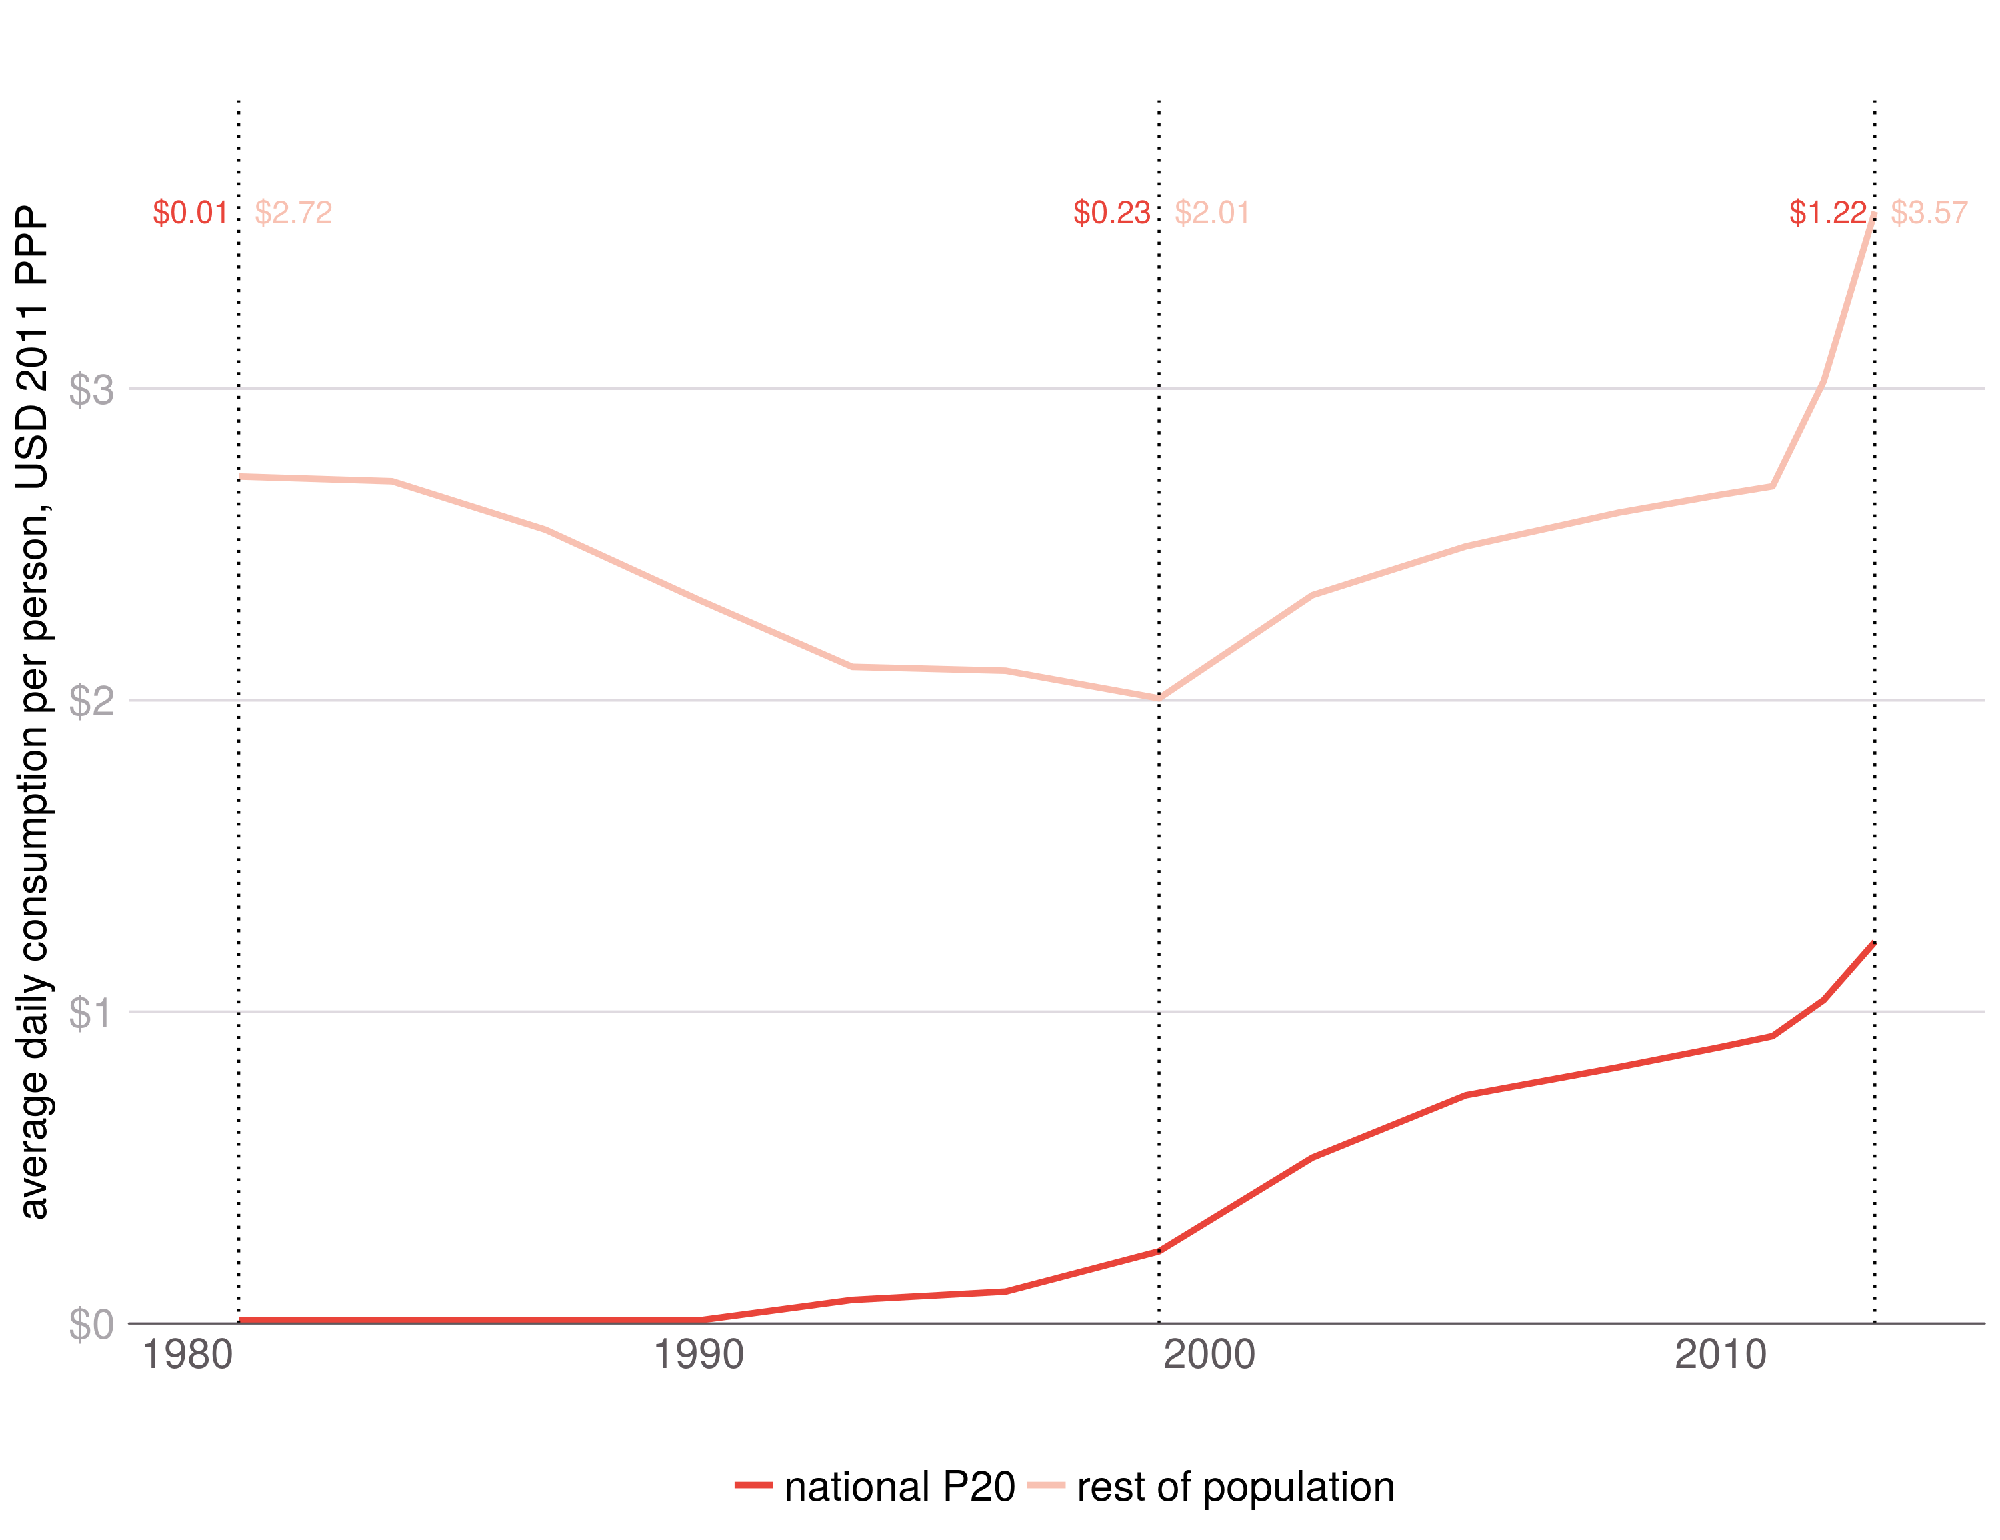 average daily consumption per person, USD 2011 PPP
$0.01 $2.72 $0.23 $2.01 $1.22 $3.57
$3
$2
$1
$0
1980 1990 2000 2010
national P20 rest of population